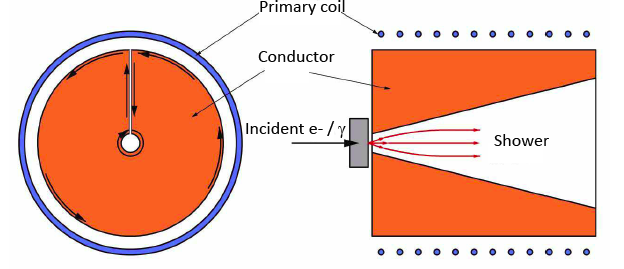 Primary coil
Conductor
Incident e- / γ
Shower